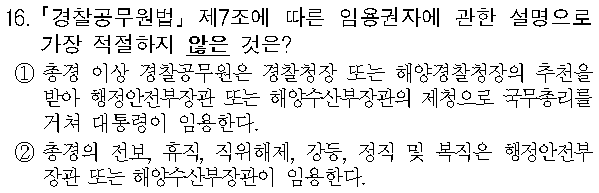 16. 「경찰공무원법」 제7조에 따른 임용권자에 관한 설명으로
가장 적절하지 않은 것은?
① 총경 이상 경찰공무원은 경찰청장 또는 해양경찰청장의 추천을
받아 행정안전부장관 또는 해양수산부장관의 제청으로 국무총리를
거쳐 대통령이 임용한다.
② 총경의 전보, 휴직, 직위해제, 강등, 정직 및 복직은 행정안전부
장관 또는 해양수산부장관이 임용한다.